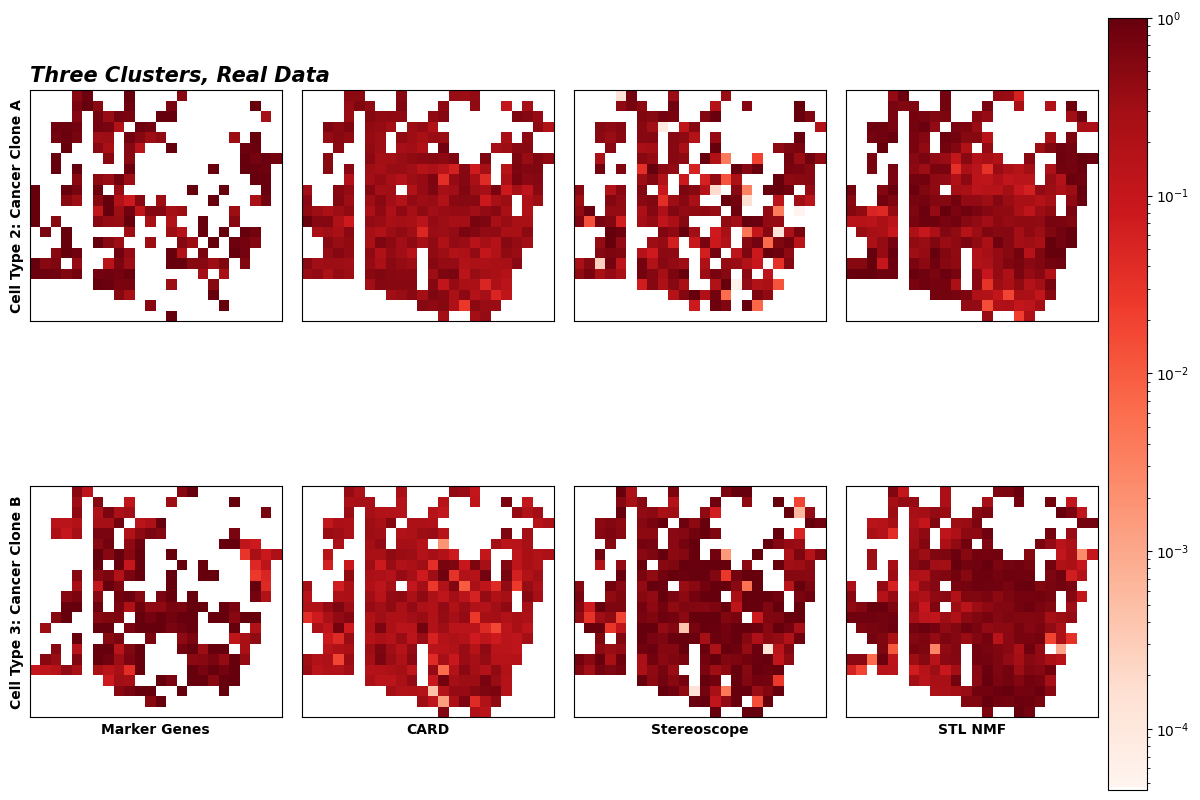 Three Clusters, Real Data
Cell Type 2: Cancer Clone A
Cell Type 3: Cancer Clone B
Marker Genes
CARD
Stereoscope
STL NMF
10^0
10^-1
10^-2
10^-3
10^-4